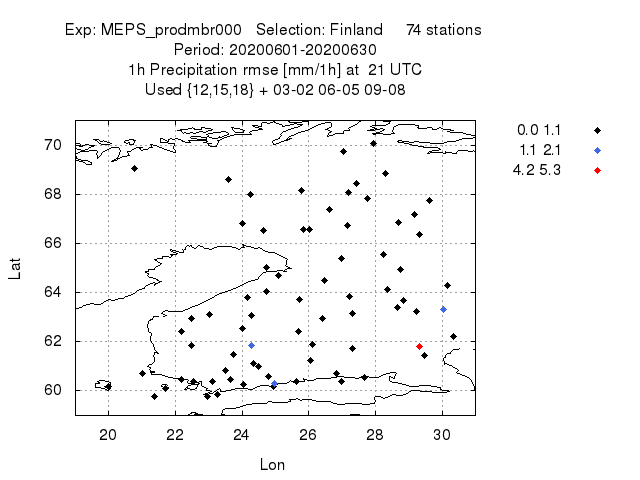 Exp: MEPS_prodmbr000 Selection: Finland 74 stations
Period: 20200601-20200630
1h Precipitation rmse [mm/1h] at 21 UTC
Used {12,15,18} + 03-02 06-05 09-08
0.0 1.1
1.1 2.1
4.2 5.3
70
68
66
64
62
60
Lat
20 22 24 26 28 30
Lon